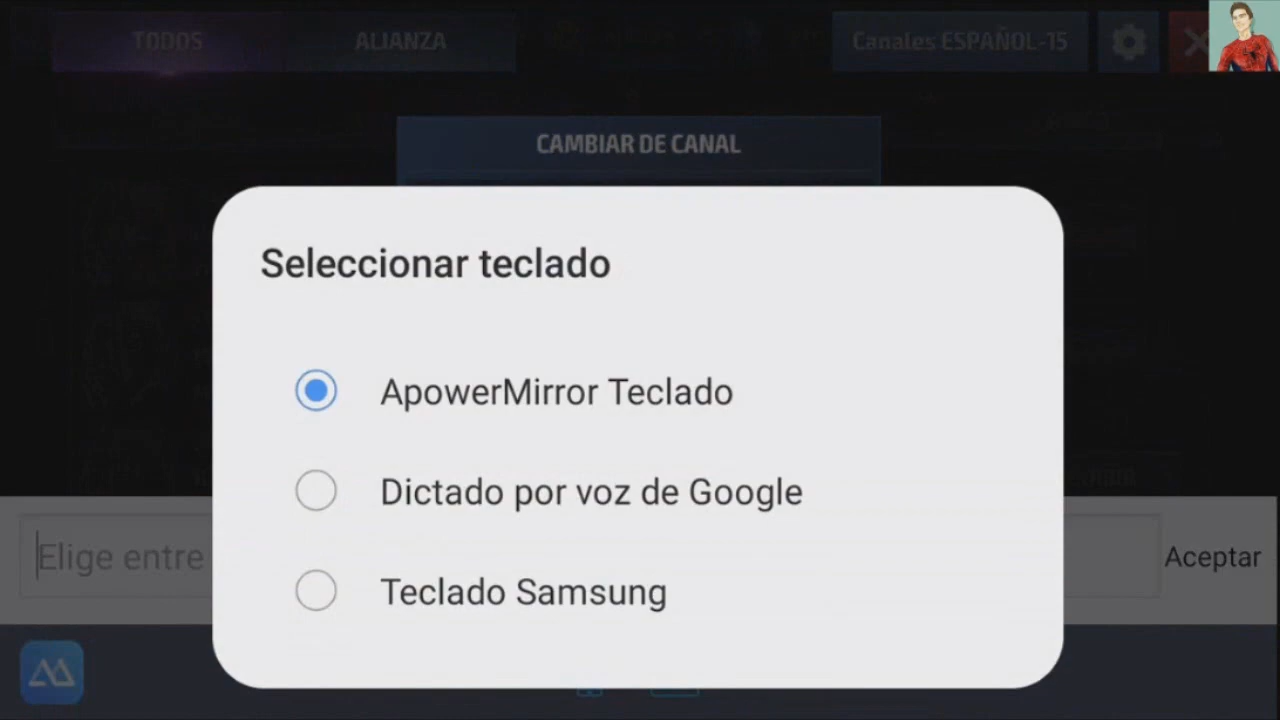 TODOS
ALIANZA
Canales ESPAÑOL-15
CAMBIAR DE CANAL
Seleccionar teclado
ApowerMirror Teclado
Dictado por voz de Google
Teclado Samsung
Elige entre
Aceptar